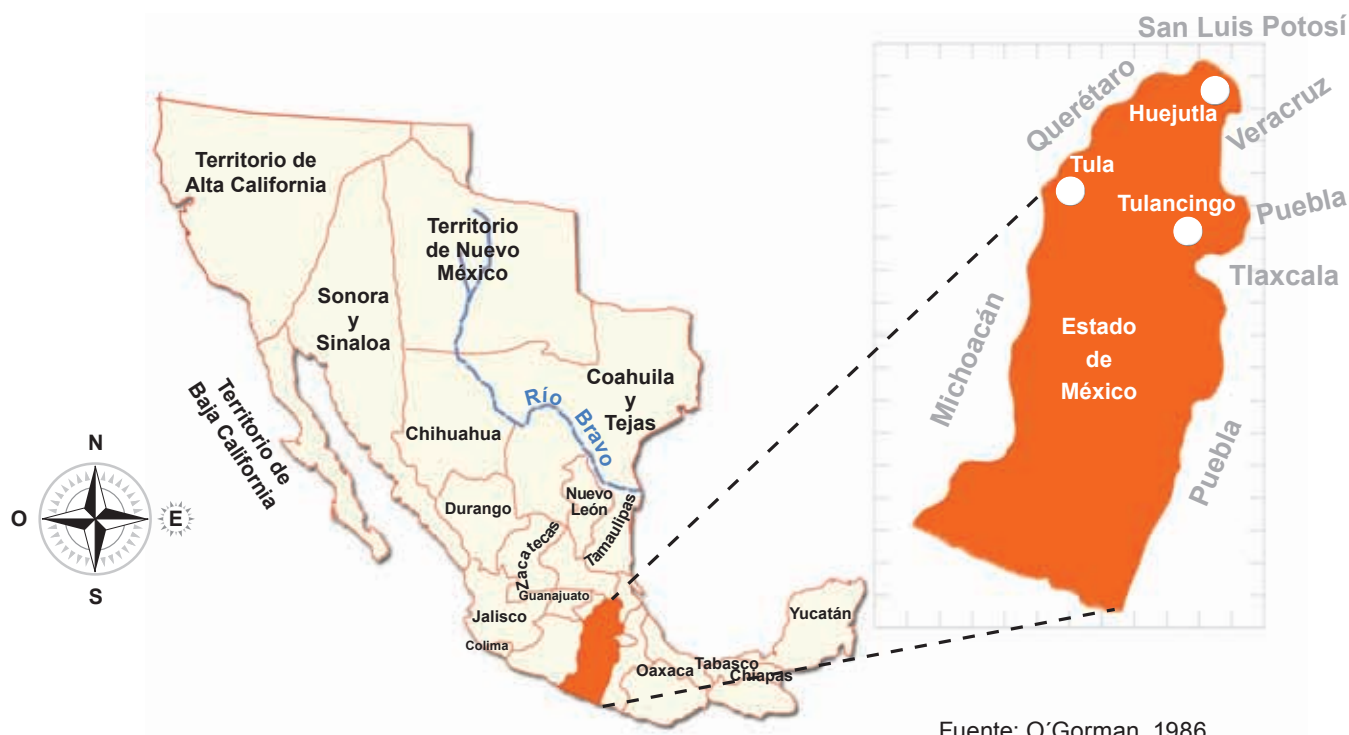 San Luis Potosí
Querétaro
Huejutla
Veracruz
Tula
Tulancingo
Puebla
Tlaxcala
Michoacán
Estado
de
México
Puebla
Territorio de
Alta California
Territorio
de Nuevo
México
Sonora
y
Sinaloa
Coahuila
y
Tejas
Río Bravo
Territorio de
Baja California
Chihuahua
Durango
Nuevo
León
Tamaulipas
Zacatecas
Guanajuato
Jalisco
Colima
Yucatán
Oaxaca
Tabasco
Chiapas
N
O
E
S
Fuente: O´Gorman, 1986